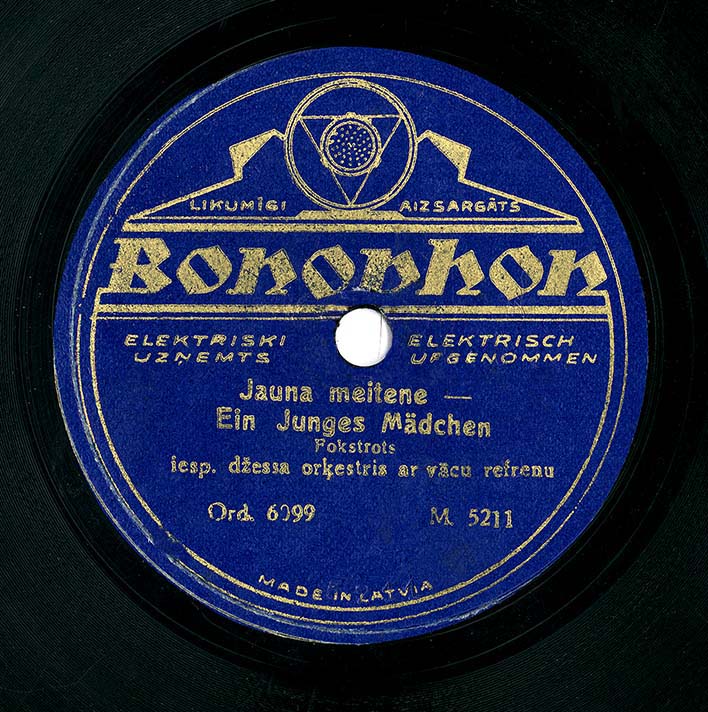 LIKUMĪGI AIZSARGĀTS
Bonophon
ELEKTRISKI ELEKTRISCH
UZŅEMTS UFGENOMMEN
Jauna meitene —
Ein Junges Mädchen
Fokstrots
iesp. džessa orķestris ar vācu refrenu
Ord. 6099 M. 5211
MADE IN LATVIA